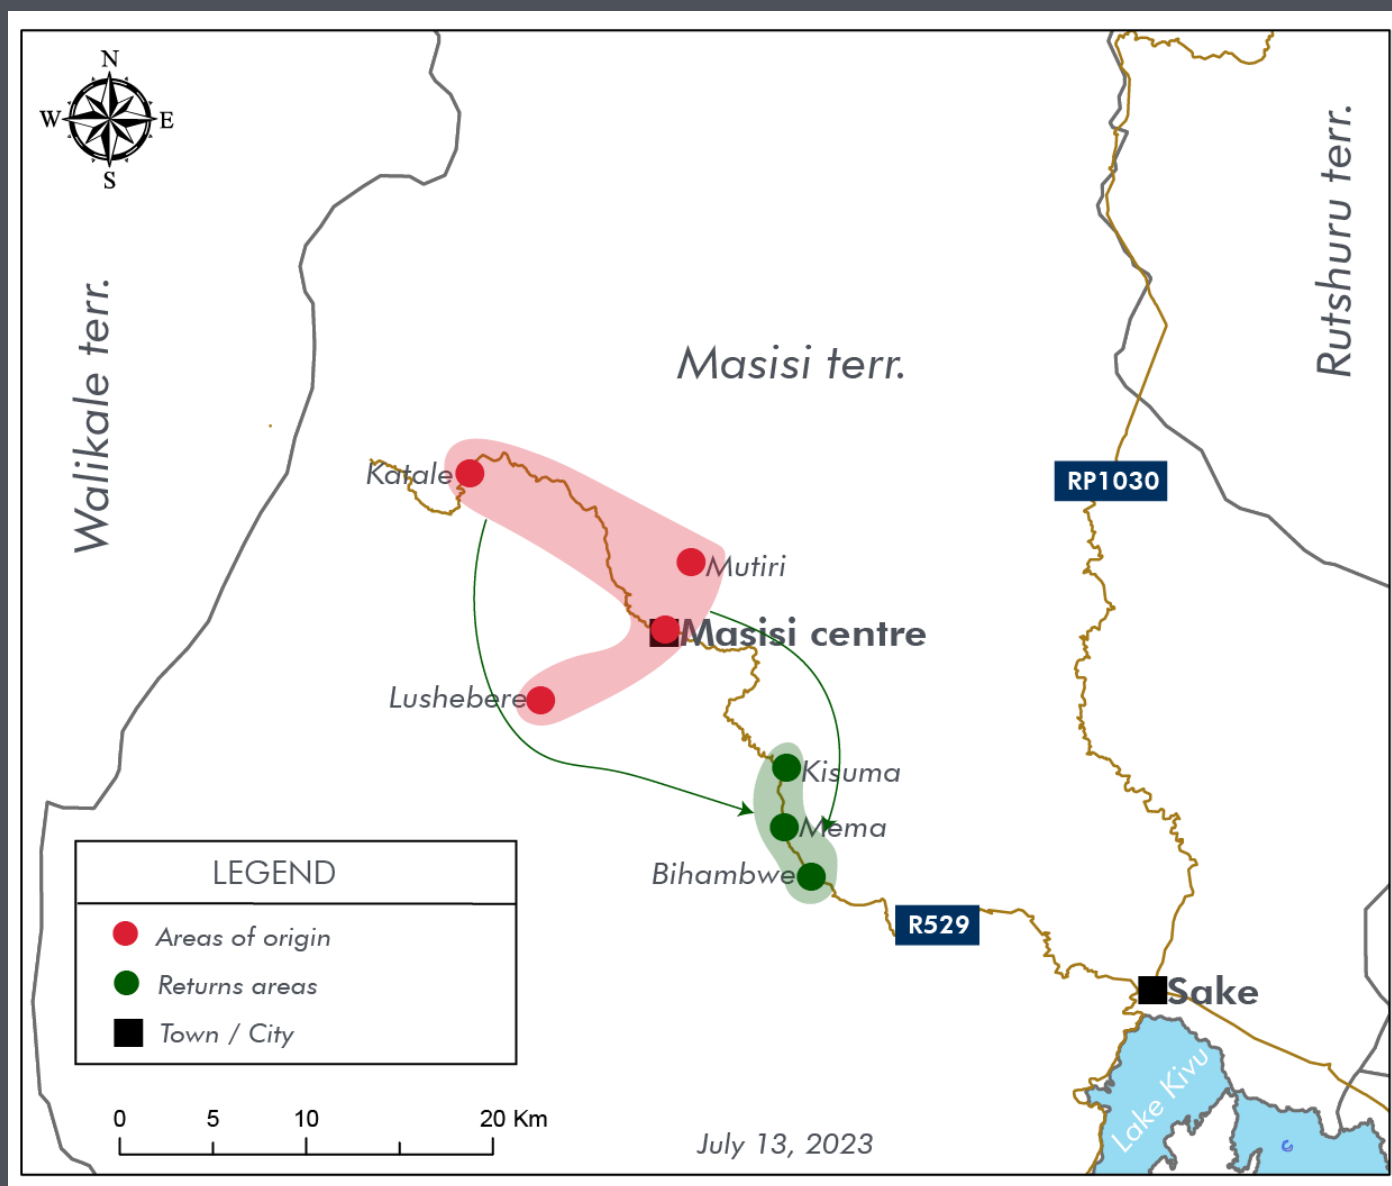 N
W E
S
Walikale terr.
Masisi terr.
Rutshuru terr.
Katale
RP1030
Mutiri
Masisi centre
Lushebere
Kisuma
Mema
Bihambwe
R529
Sake
Lake Kivu
LEGEND
Areas of origin
Returns areas
Town / City
0 5 10 20 Km
July 13, 2023